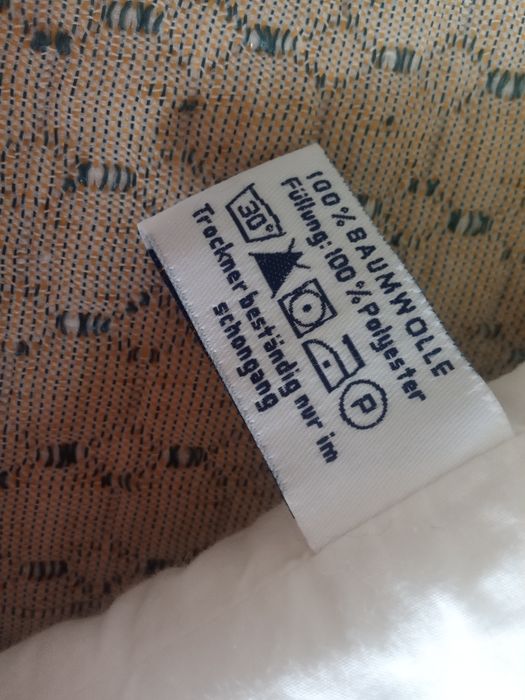 100% BAUMWOLLE
Füllung: 100% Polyester
30° P
Trockner beständig nur im
schongang